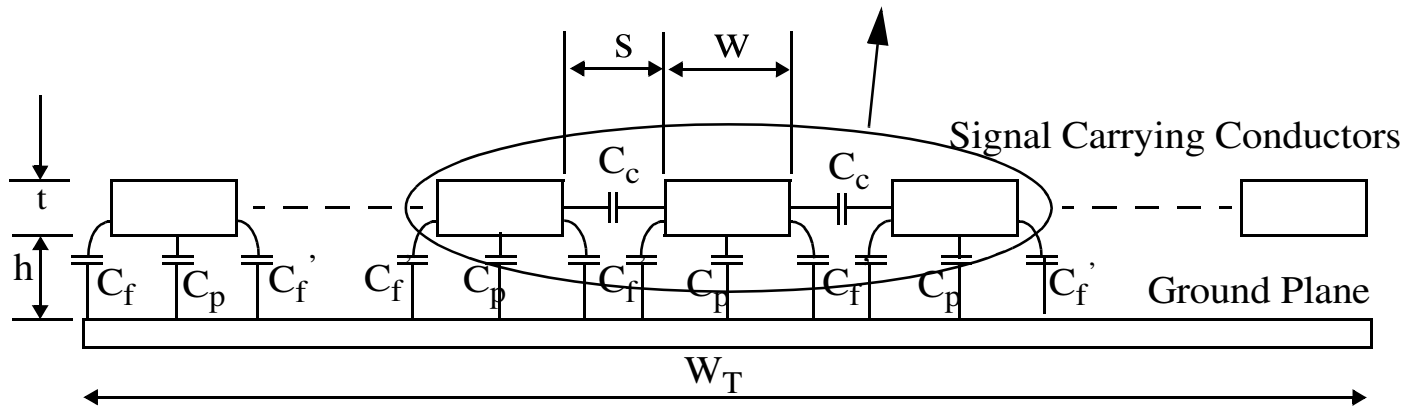 S
W
Signal Carrying Conductors
C_c
C_c
t
h
C_f
C_p
C_f'
C_f
C_p
C_f
C_p
C_f
C_p
C_f'
Ground Plane
W_T